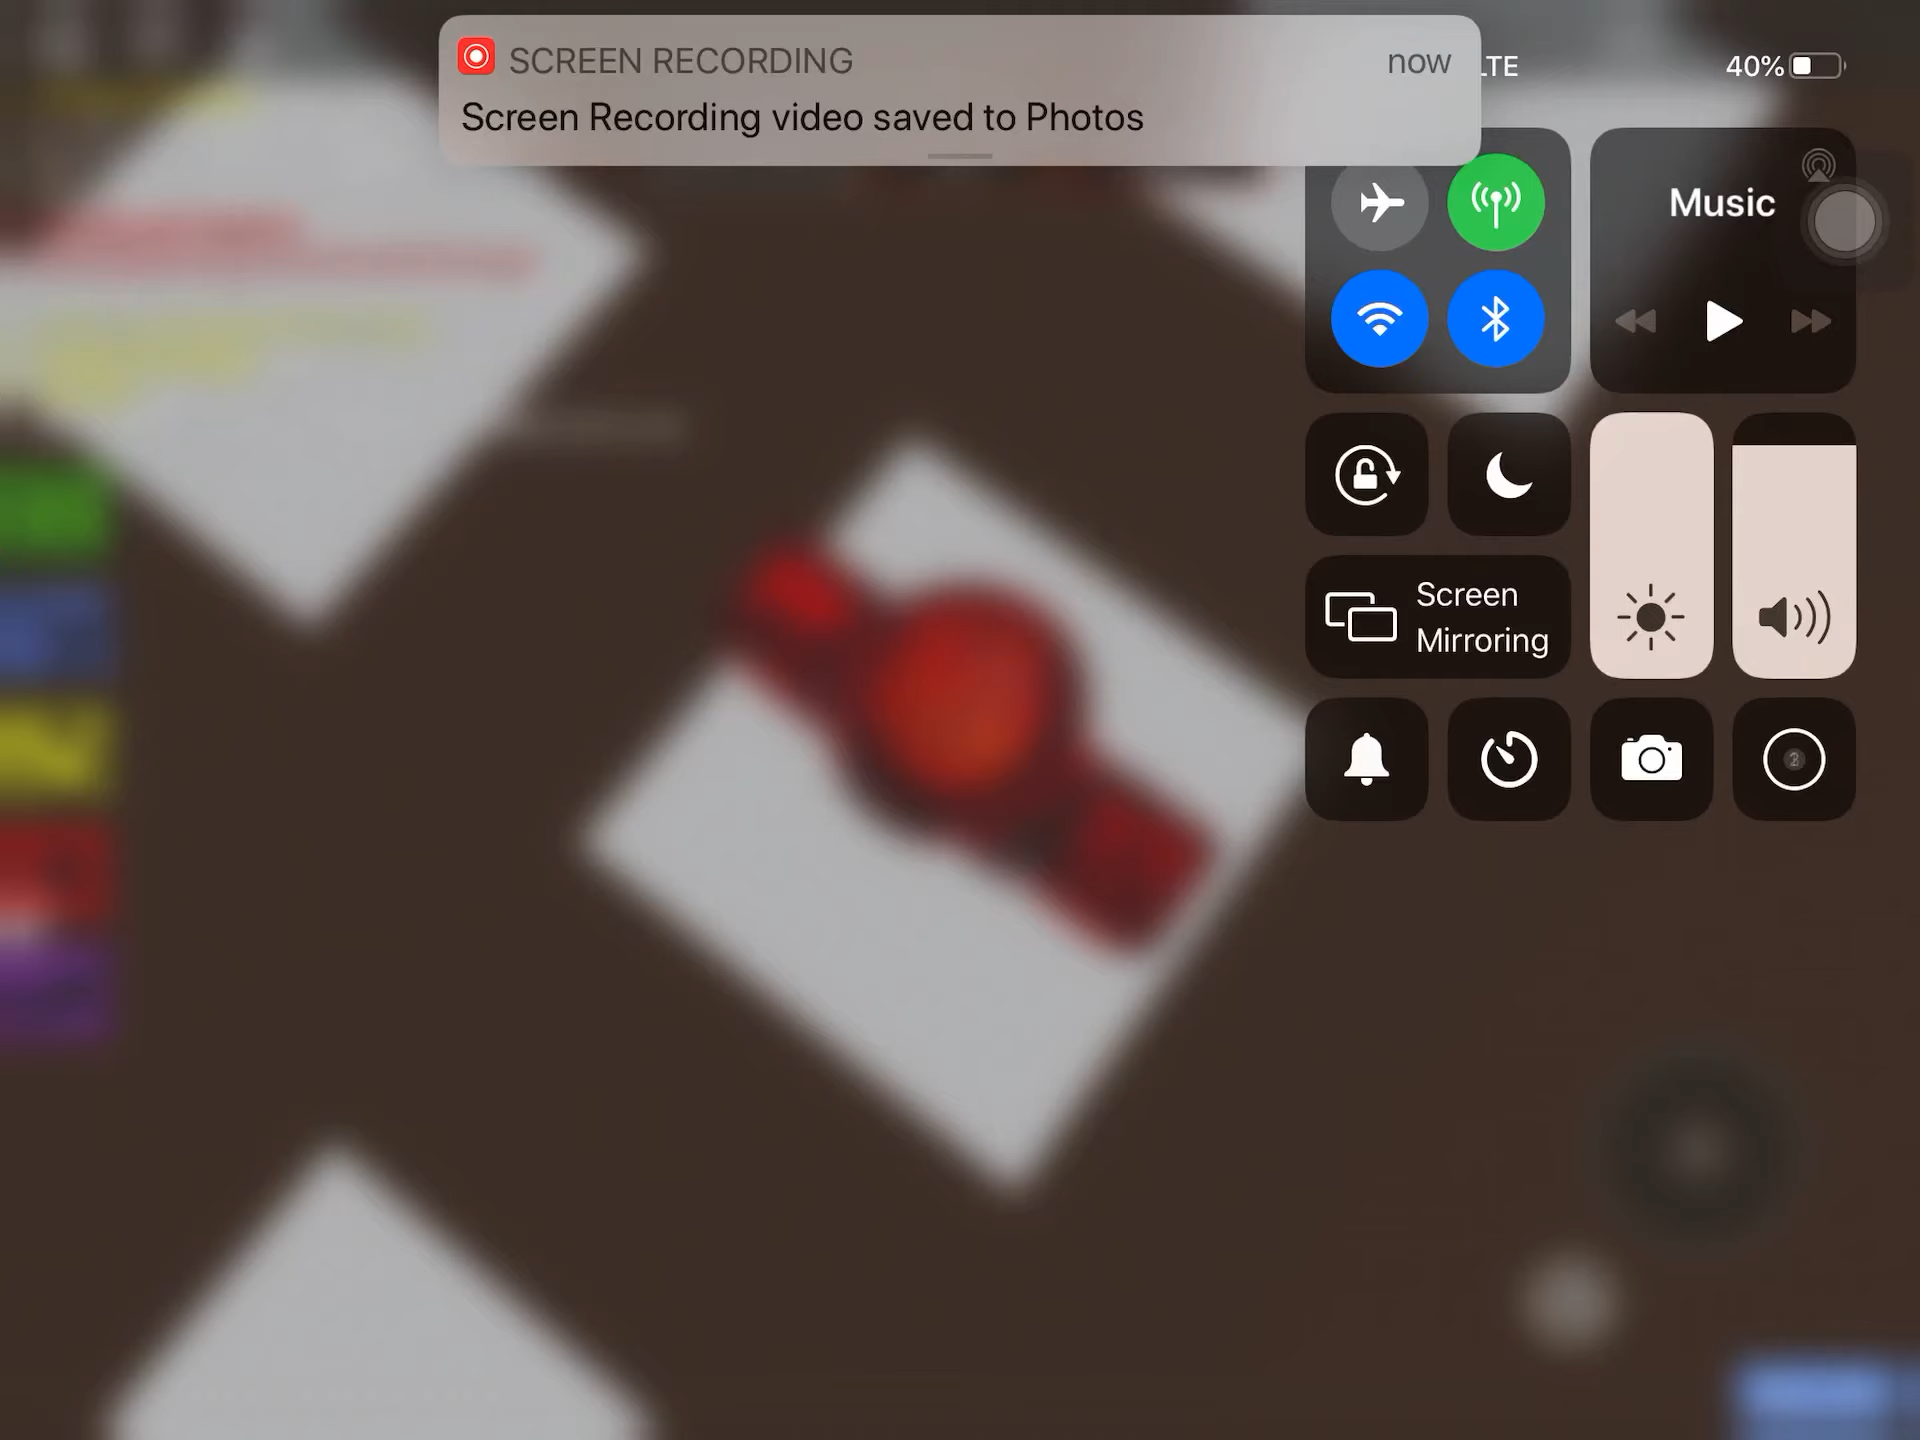 SCREEN RECORDING now
Screen Recording video saved to Photos
LTE 40%
Music
Screen
Mirroring